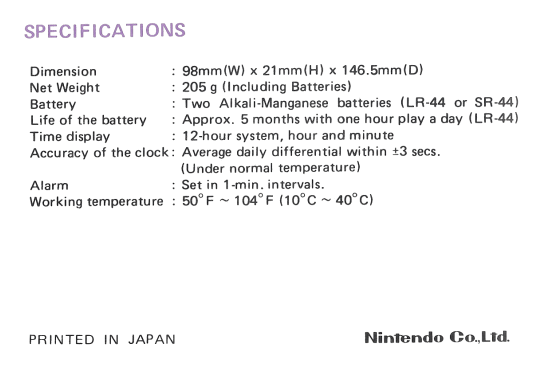 SPECIFICATIONS
Dimension : 98mm(W) x 21mm(H) x 146.5mm(D)
Net Weight : 205 g (Including Batteries)
Battery : Two Alkali-Manganese batteries (LR-44 or SR-44)
Life of the battery : Approx. 5 months with one hour play a day (LR-44)
Time display : 12-hour system, hour and minute
Accuracy of the clock : Average daily differential within ±3 secs.
(Under normal temperature)
Alarm : Set in 1-min. intervals.
Working temperature : 50°F ~ 104°F (10°C ~ 40°C)
PRINTED IN JAPAN Nintendo Co.,Ltd.